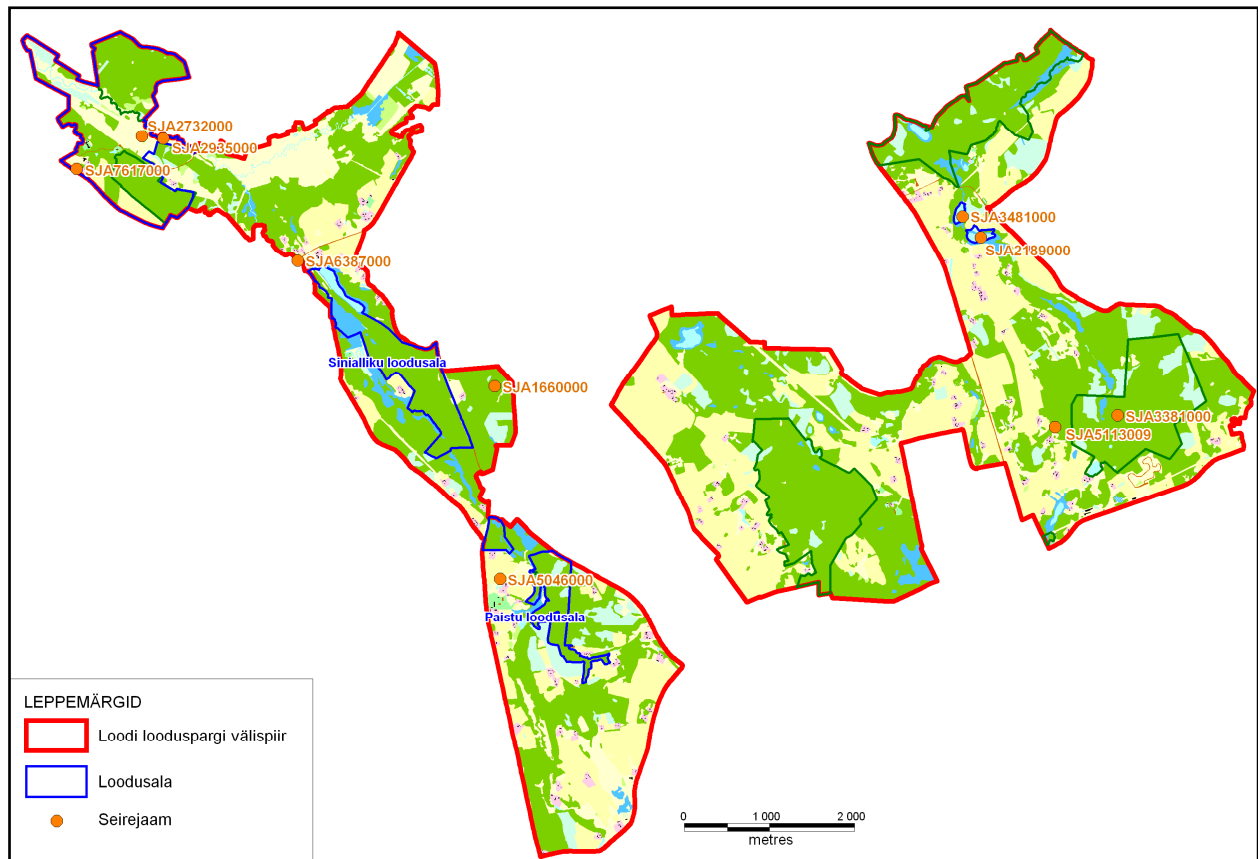 SJA2732000
SJA2935000
SJA7617000
SJA6387000
Sinialliku loodusala
SJA1660000
SJA5046000
Paistu loodusala
SJA3481000
SJA2189000
SJA3381000
SJA5113009
LEPPEMÄRGID
Loodi looduspargi välispiir
Loodusala
Seirejaam
0 1 000 2 000
metres